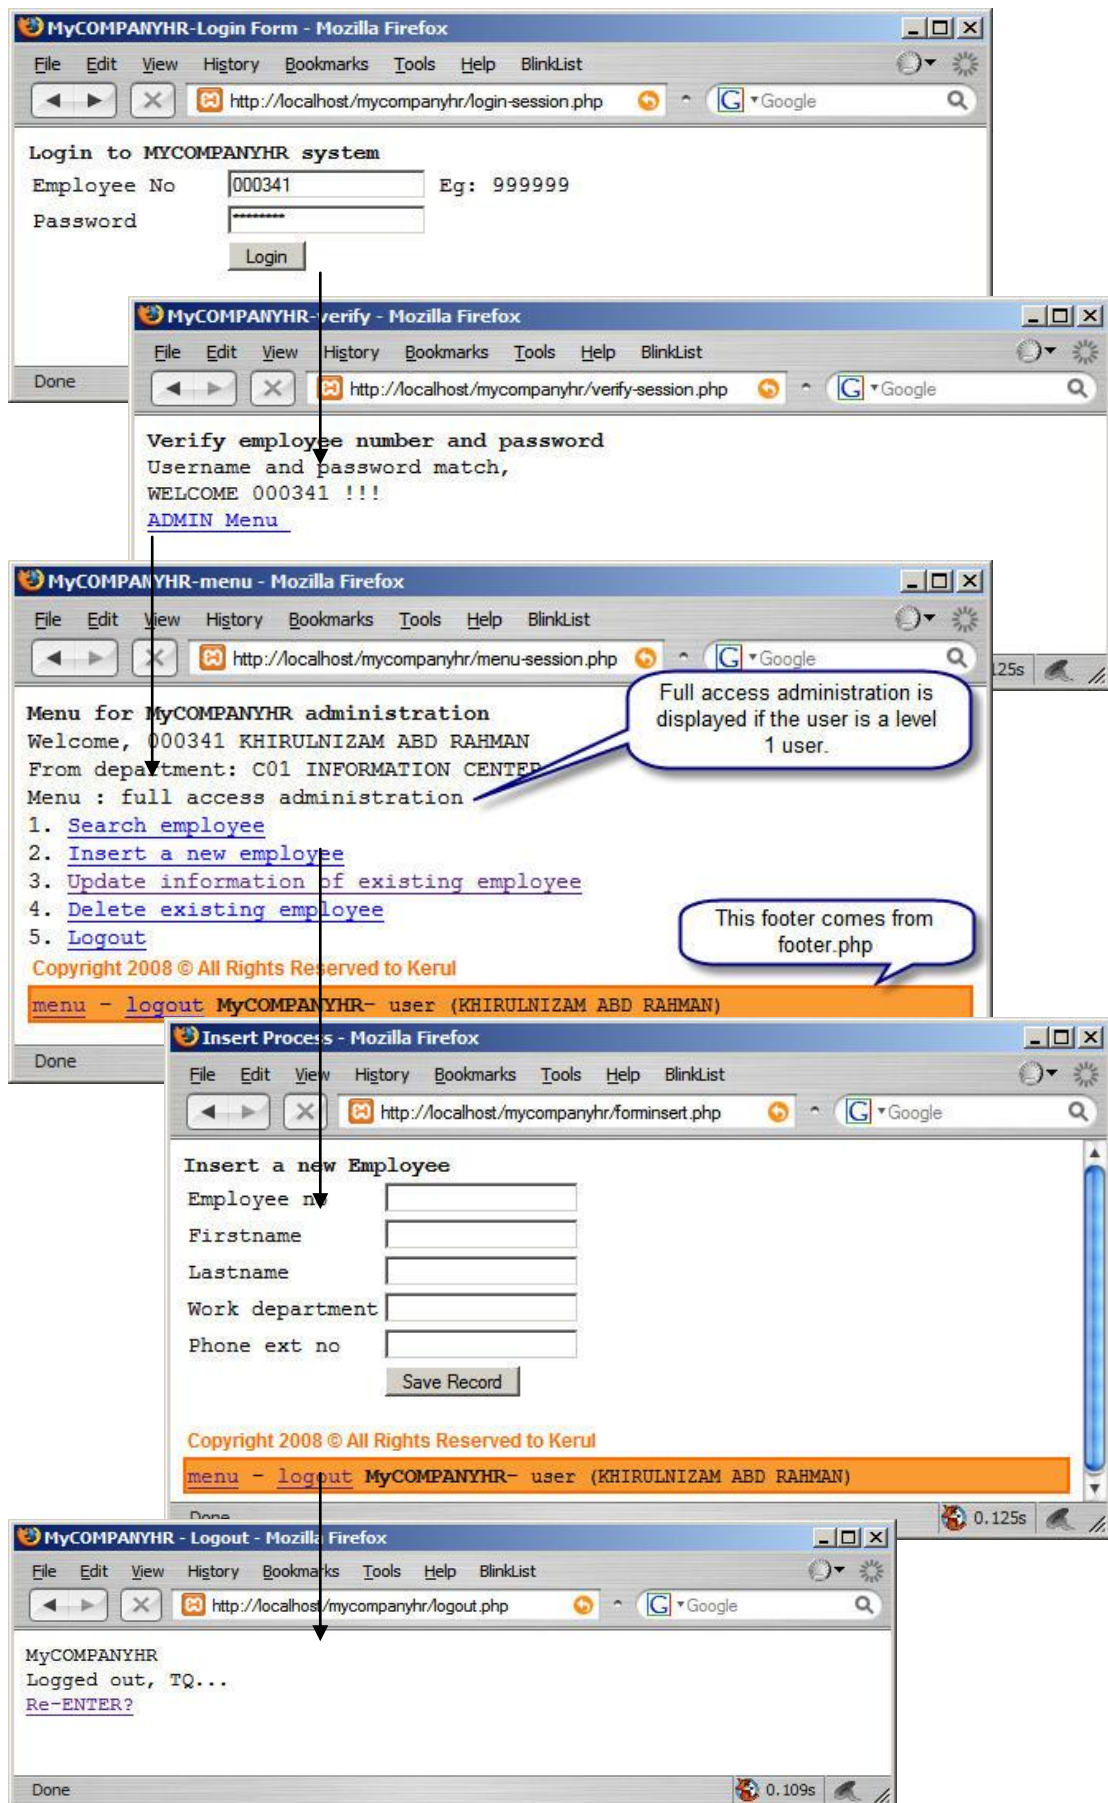 MyCOMPANYHR-Login Form - Mozilla Firefox
File Edit View History Bookmarks Tools Help BlinkList
http://localhost/mycompanyhr/login-session.php G Google
Login to MYCOMPANYHR system
Employee No 000341 Eg: 999999
Password ********
Login
Done
MyCOMPANYHR-verify - Mozilla Firefox
File Edit View History Bookmarks Tools Help BlinkList
http://localhost/mycompanyhr/verify-session.php G Google
Verify employee number and password
Username and password match,
WELCOME 000341 !!!
ADMIN Menu
125s
MyCOMPANYHR-menu - Mozilla Firefox
File Edit View History Bookmarks Tools Help BlinkList
http://localhost/mycompanyhr/menu-session.php G Google
Full access administration is
displayed if the user is a level
1 user.
Menu for MyCOMPANYHR administration
Welcome, 000341 KHIRULNIZAM ABD RAHMAN
From department: C01 INFORMATION CENTER
Menu : full access administration
1. Search employee
2. Insert a new employee
3. Update information of existing employee
4. Delete existing employee
5. Logout
This footer comes from
footer.php
Copyright 2008 © All Rights Reserved to Kerul
menu - logout MyCOMPANYHR- user (KHIRULNIZAM ABD RAHMAN)
Done
Insert Process - Mozilla Firefox
File Edit View History Bookmarks Tools Help BlinkList
http://localhost/mycompanyhr/forminsert.php G Google
Insert a new Employee
Employee no
Firstname
Lastname
Work department
Phone ext no
Save Record
Copyright 2008 © All Rights Reserved to Kerul
menu - logout MyCOMPANYHR- user (KHIRULNIZAM ABD RAHMAN)
Done 0.125s
MyCOMPANYHR - Logout - Mozilla Firefox
File Edit View History Bookmarks Tools Help BlinkList
http://localhost/mycompanyhr/logout.php G Google
MyCOMPANYHR
Logged out, TQ...
Re-ENTER?
Done 0.109s